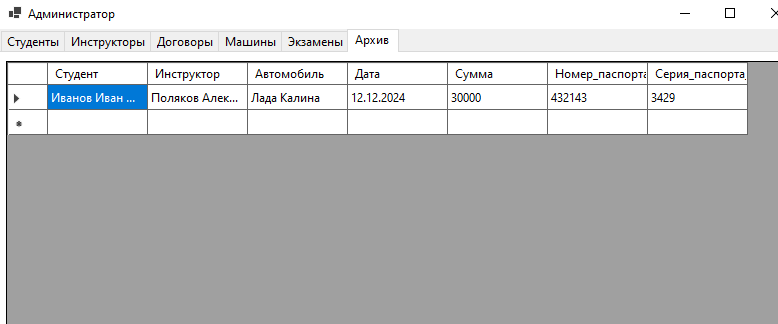 Администратор
Студенты Инструкторы Договоры Машины Экзамены Архив
Студент Инструктор Автомобиль Дата Сумма Номер_паспорта Серия_паспорта_
Иванов Иван ... Поляков Алек... Лада Калина 12.12.2024 30000 432143 3429